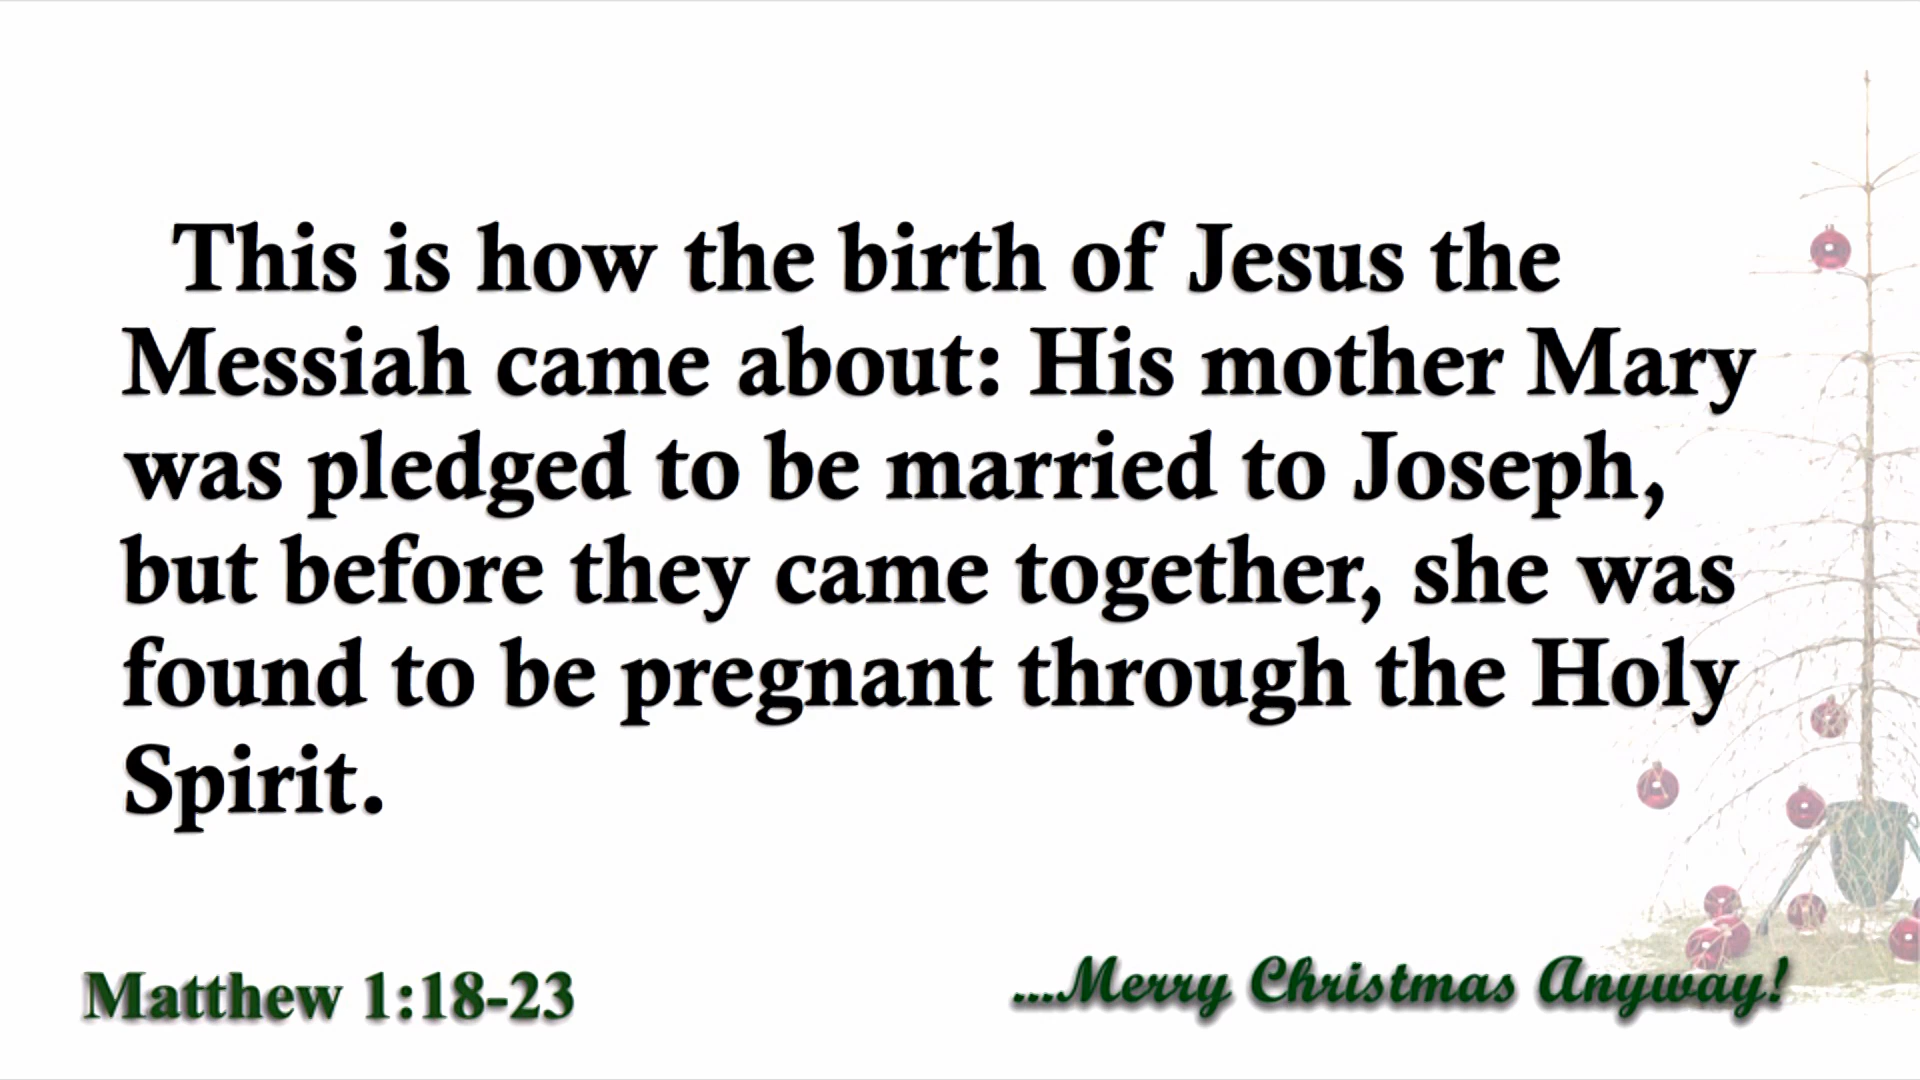 This is how the birth of Jesus the
Messiah came about: His mother Mary
was pledged to be married to Joseph,
but before they came together, she was
found to be pregnant through the Holy
Spirit.
Matthew 1:18-23
...Merry Christmas Anyway!